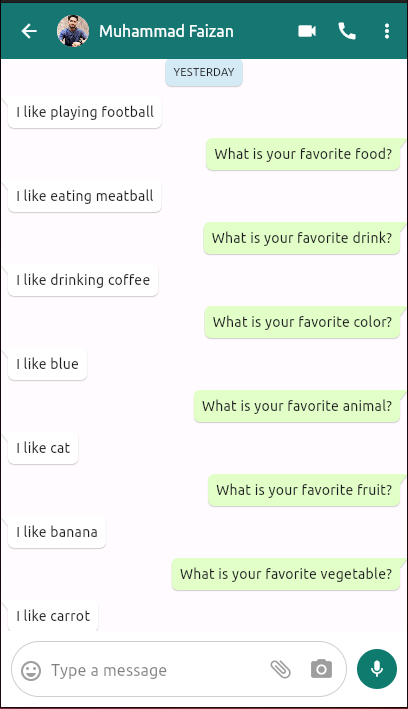 Muhammad Faizan
YESTERDAY
I like playing football
What is your favorite food?
I like eating meatball
What is your favorite drink?
I like drinking coffee
What is your favorite color?
I like blue
What is your favorite animal?
I like cat
What is your favorite fruit?
I like banana
What is your favorite vegetable?
I like carrot
Type a message